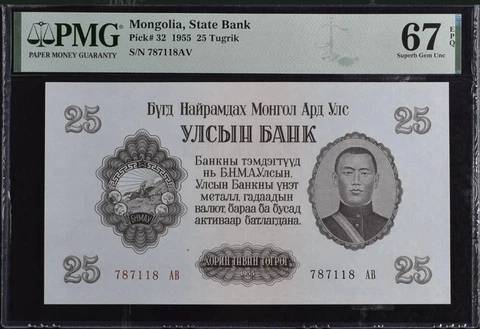 PMG
PAPER MONEY GUARANTY
Mongolia, State Bank
Pick# 32 1955 25 Tugrik
S/N 787118AV
67 EPQ
Superb Gem Unc
25
25
Бүгд Найрамдах Монгол Ард Улс
УЛСЫН БАНК
Банкны тэмдэгтүүд
нь Б.Н.М.А.Улсын,
Улсын Банкны үнэт
металл, гадаадын
валют, бараа ба бусад
активаар батлагдана.
БНМАУ
25
787118 АВ
ХОРИН ТАВАН ТӨГРӨГ
1955
787118 АВ
25